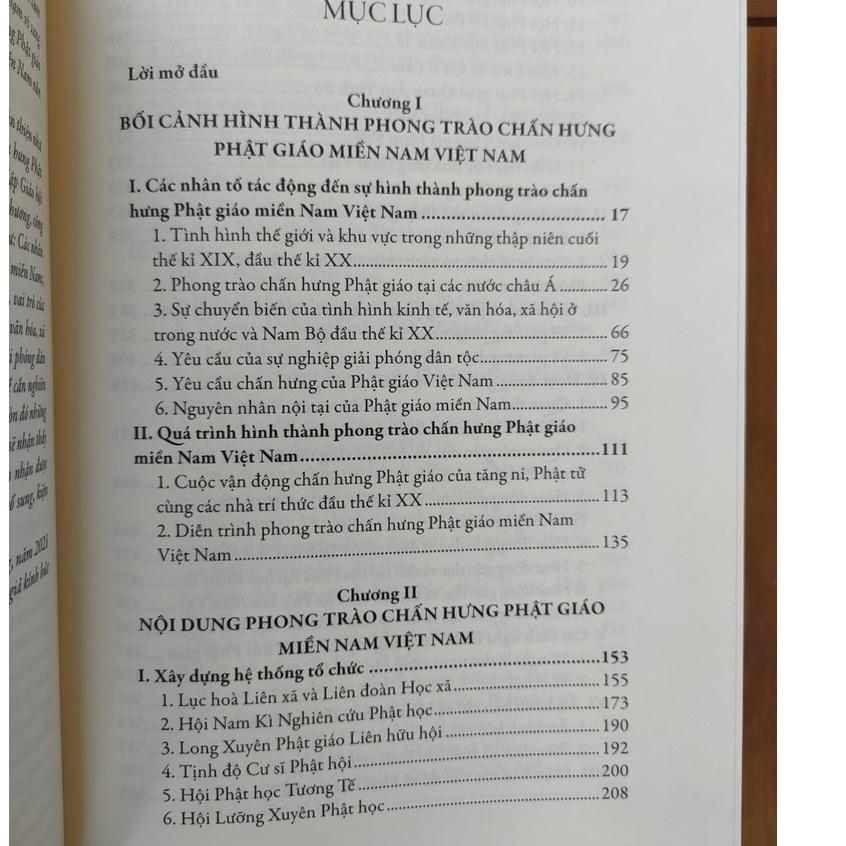 MỤC LỤC
Lời mở đầu
Chương I
BỐI CẢNH HÌNH THÀNH PHONG TRÀO CHẤN HƯNG
PHẬT GIÁO MIỀN NAM VIỆT NAM
I. Các nhân tố tác động đến sự hình thành phong trào chấn
hưng Phật giáo miền Nam Việt Nam ........ 17
1. Tình hình thế giới và khu vực trong những thập niên cuối
thế kỉ XIX, đầu thế kỉ XX........ 19
2. Phong trào chấn hưng Phật giáo tại các nước châu Á ........ 26
3. Sự chuyển biến của tình hình kinh tế, văn hóa, xã hội ở
trong nước và Nam Bộ đầu thế kỉ XX........ 66
4. Yêu cầu của sự nghiệp giải phóng dân tộc........ 75
5. Yêu cầu chấn hưng của Phật giáo Việt Nam ........ 85
6. Nguyên nhân nội tại của Phật giáo miền Nam........ 95
II. Quá trình hình thành phong trào chấn hưng Phật giáo
miền Nam Việt Nam........ 111
1. Cuộc vận động chấn hưng Phật giáo của tăng ni, Phật tử
cùng các nhà trí thức đầu thế kỉ XX ........ 113
2. Diễn trình phong trào chấn hưng Phật giáo miền Nam
Việt Nam ........ 135
Chương II
NỘI DUNG PHONG TRÀO CHẤN HƯNG PHẬT GIÁO
MIỀN NAM VIỆT NAM
I. Xây dựng hệ thống tổ chức ........ 153
1. Lục hoà Liên xã và Liên đoàn Học xã ........ 155
2. Hội Nam Kì Nghiên cứu Phật học ........ 173
3. Long Xuyên Phật giáo Liên hữu hội ........ 190
4. Tịnh độ Cư sĩ Phật hội ........ 192
5. Hội Phật học Tương Tế ........ 200
6. Hội Lưỡng Xuyên Phật học ........ 208